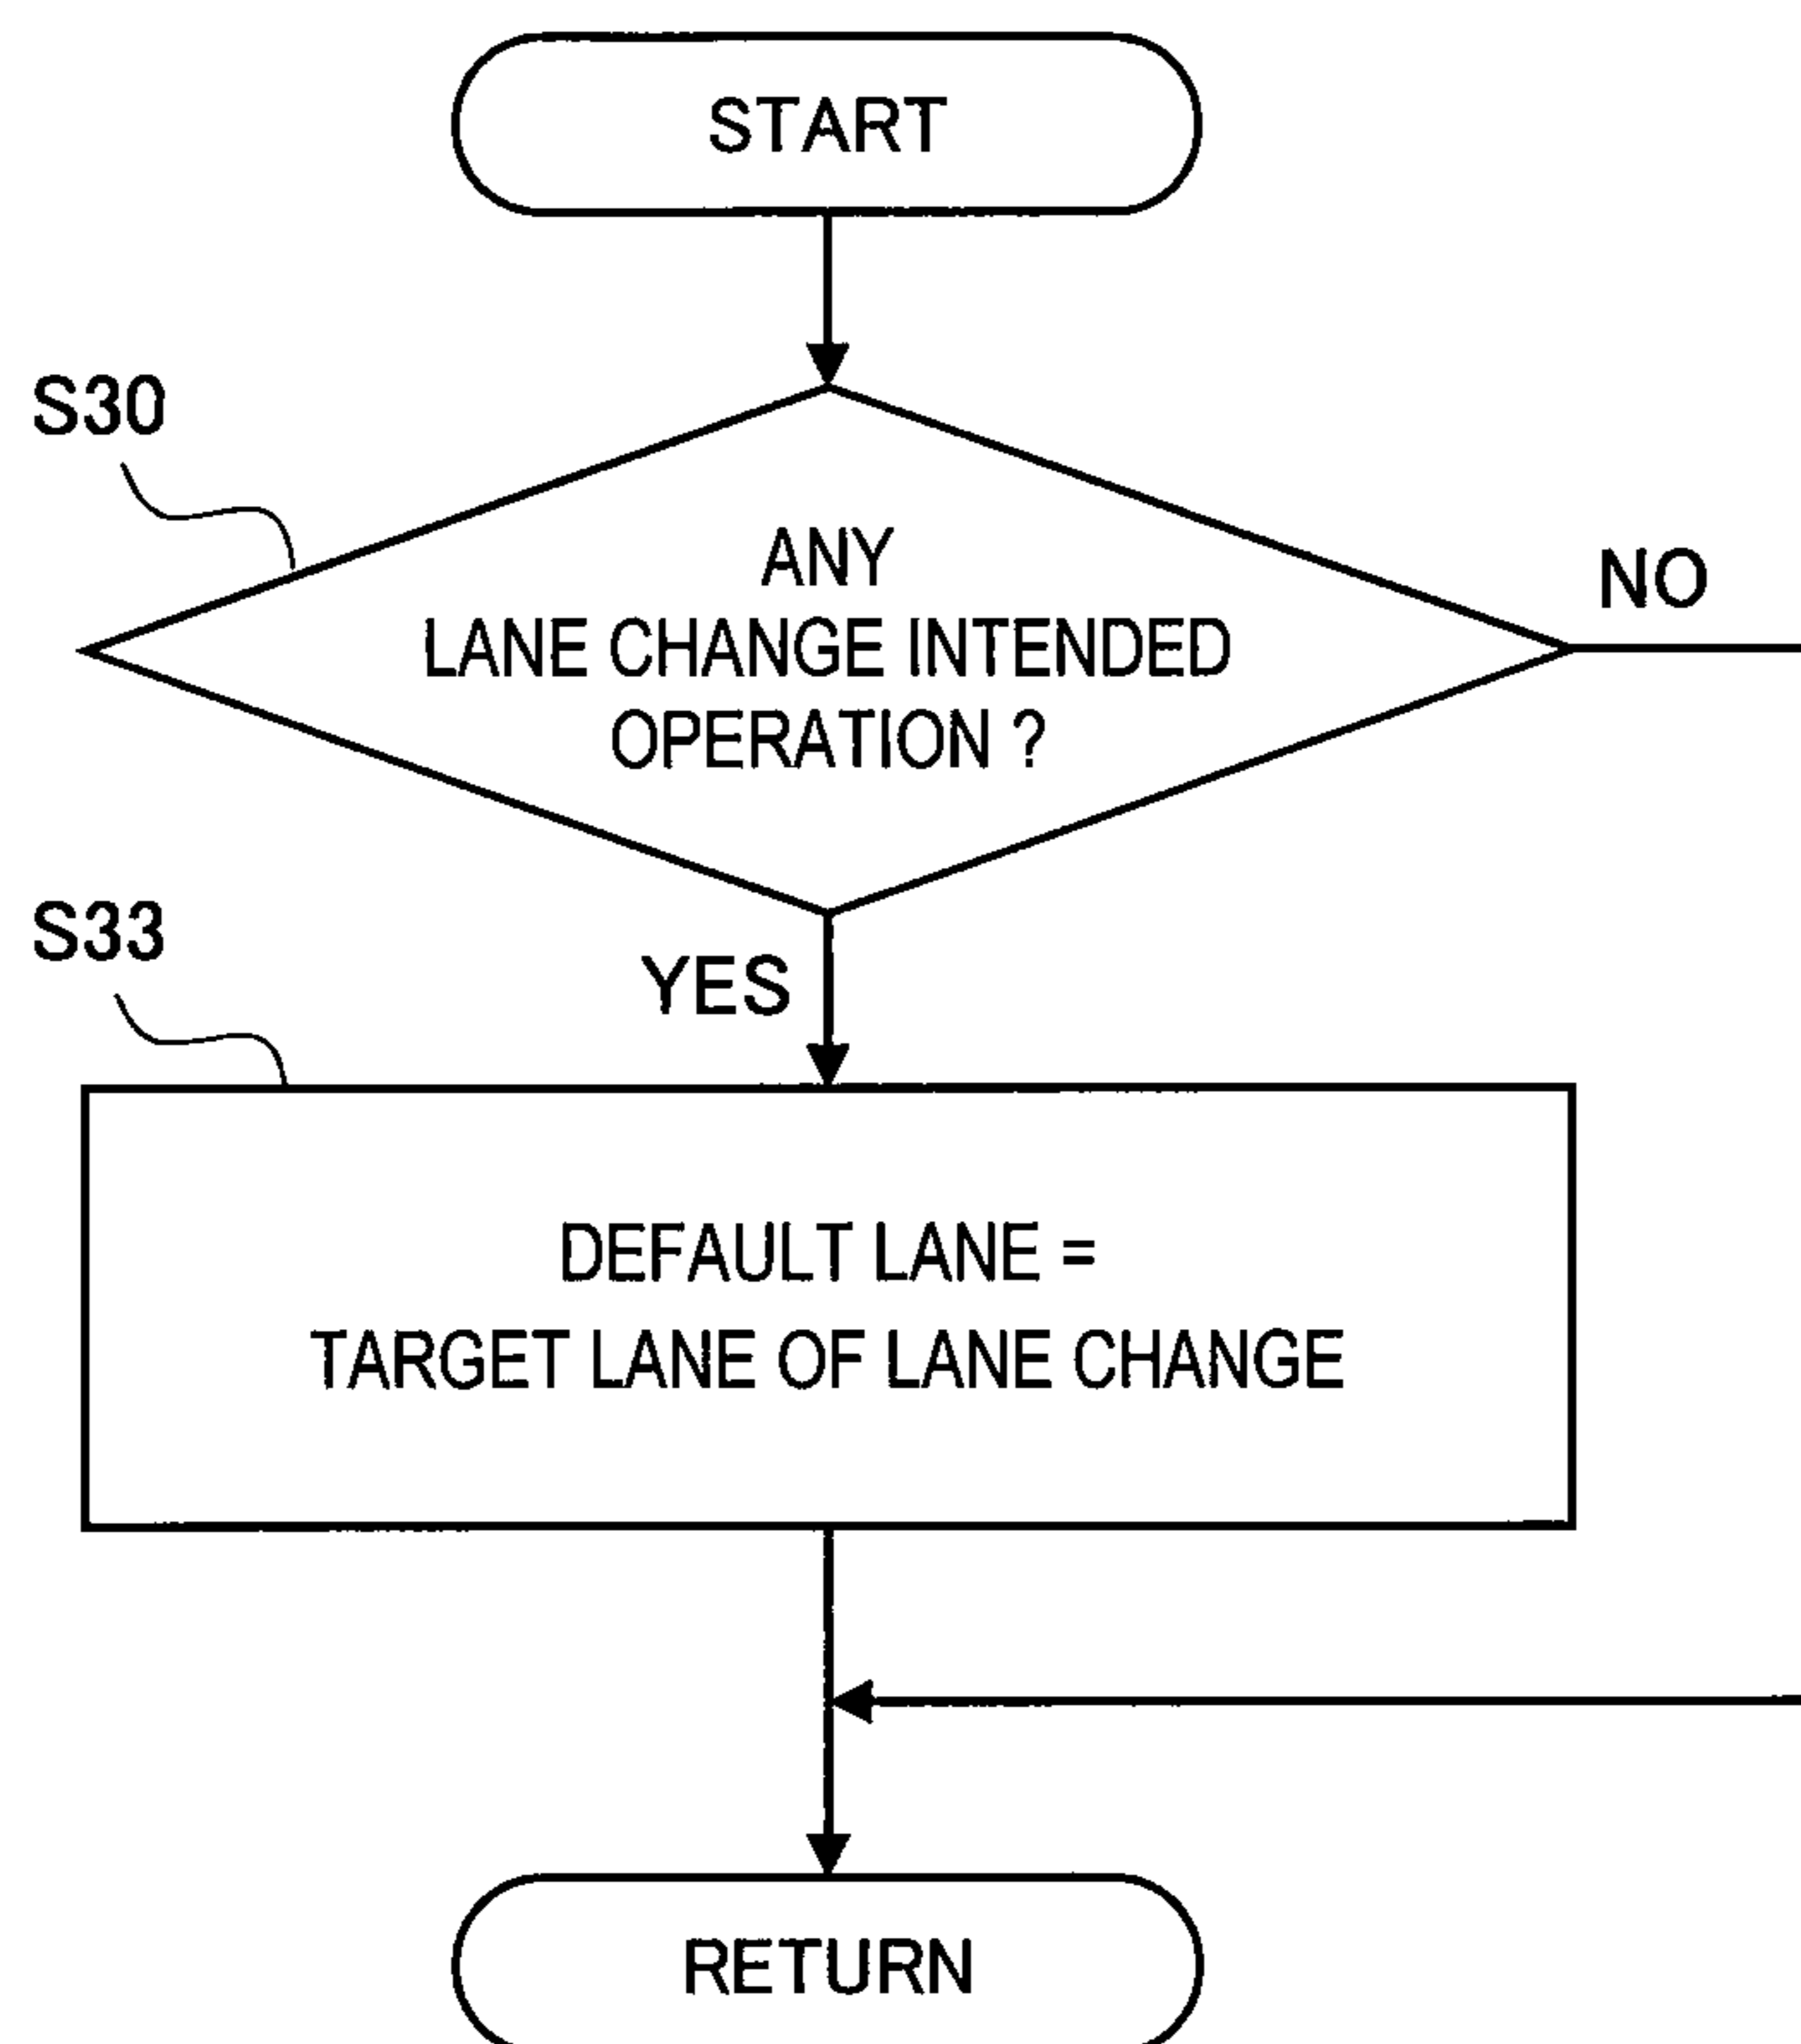 START
S30
ANY
LANE CHANGE INTENDED
OPERATION ?
NO
S33
YES
DEFAULT LANE =
TARGET LANE OF LANE CHANGE
RETURN